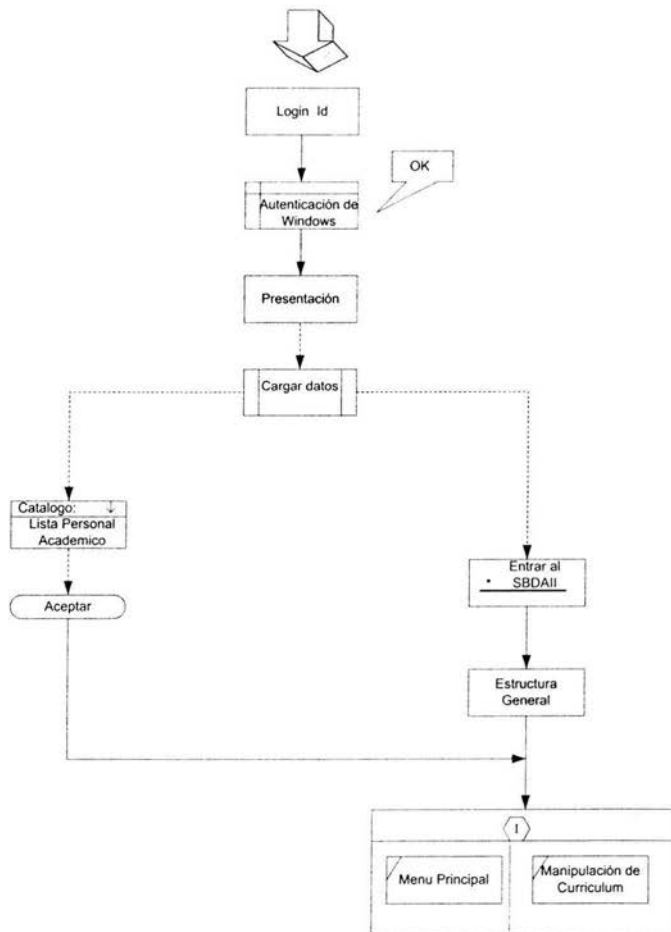 Login Id
OK
Autenticación de
Windows
Presentación
Cargar datos
Catalogo:
Lista Personal
Academico
Aceptar
Entrar al
SBDAII
Estructura
General
I
Menu Principal
Manipulación de
Curriculum